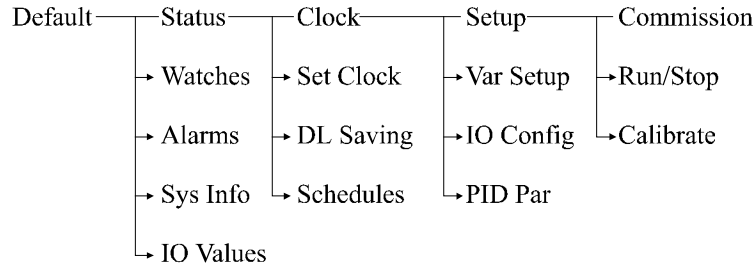 Default Status Clock Setup Commission
Watches Set Clock Var Setup Run/Stop
Alarms DL Saving IO Config Calibrate
Sys Info Schedules PID Par
IO Values